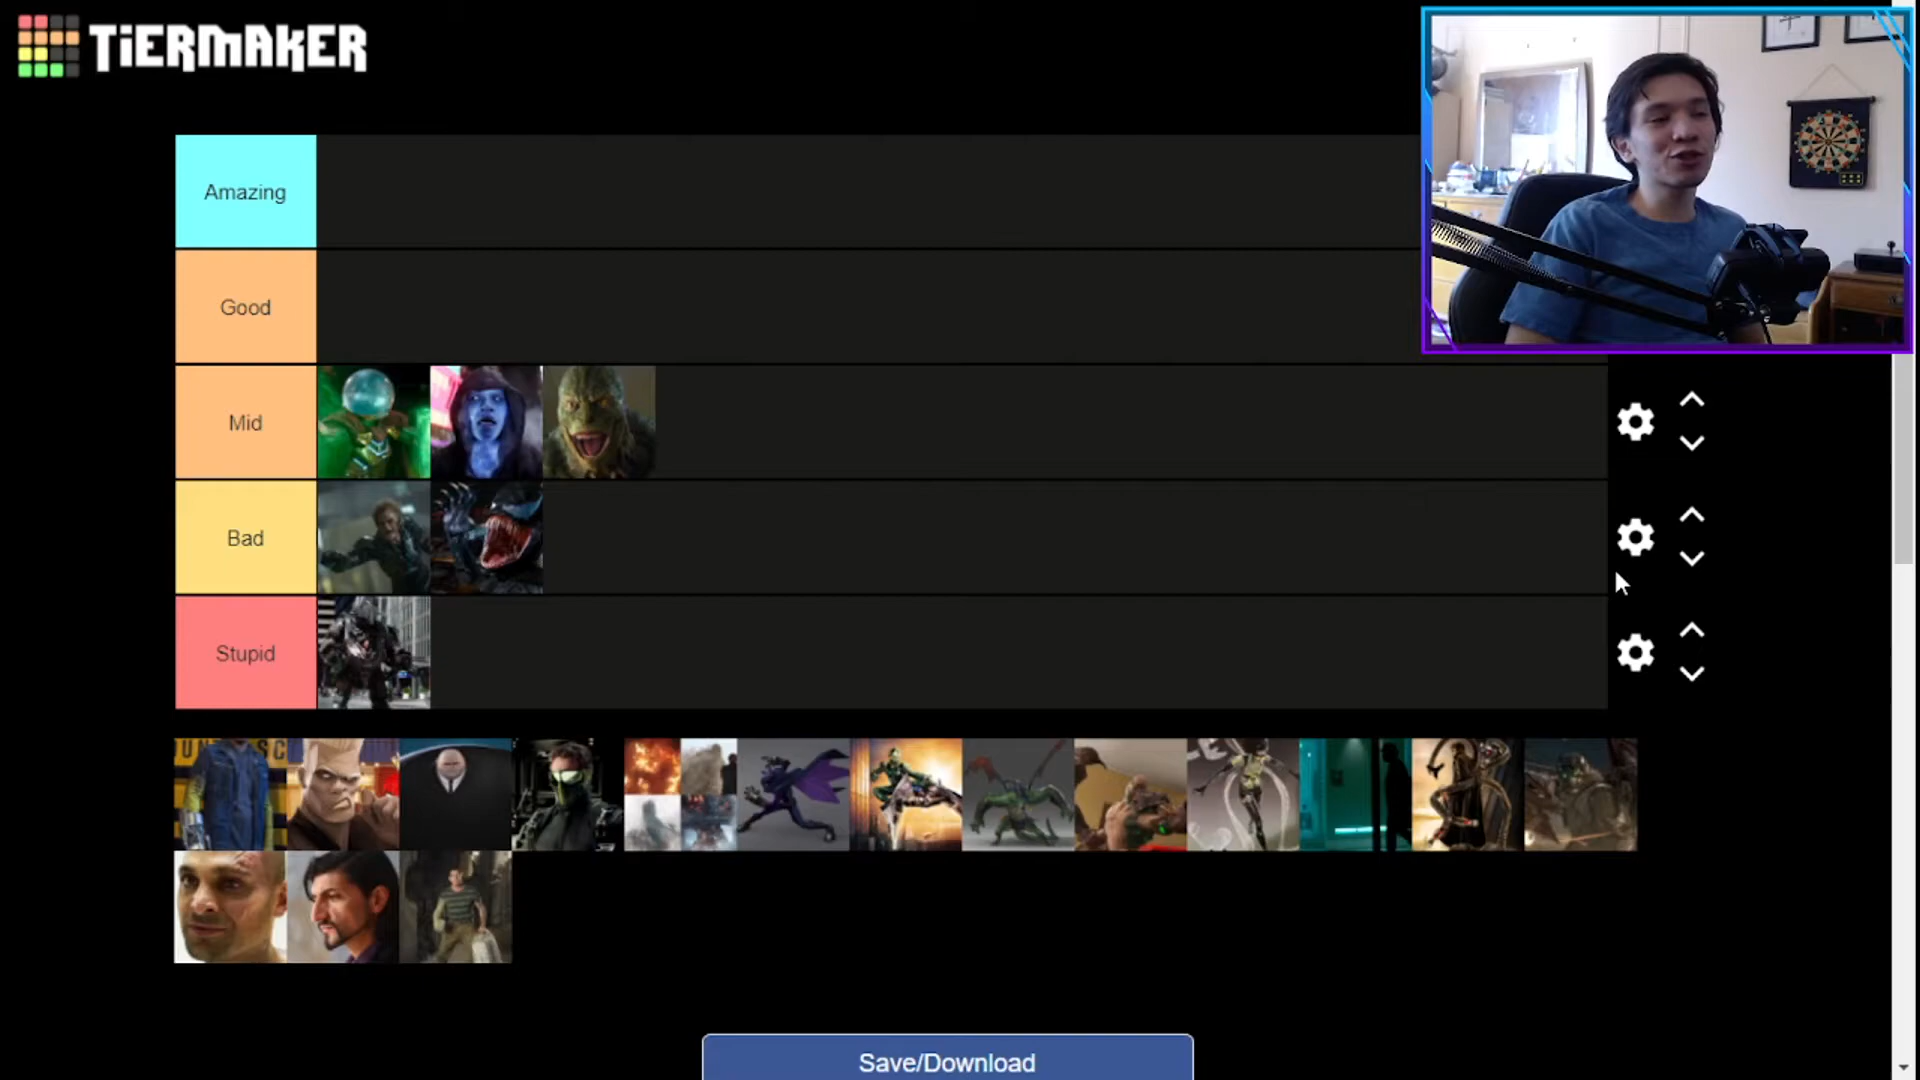 TiERMAKER
Amazing
Good
Mid
Bad
Stupid
Save/Download